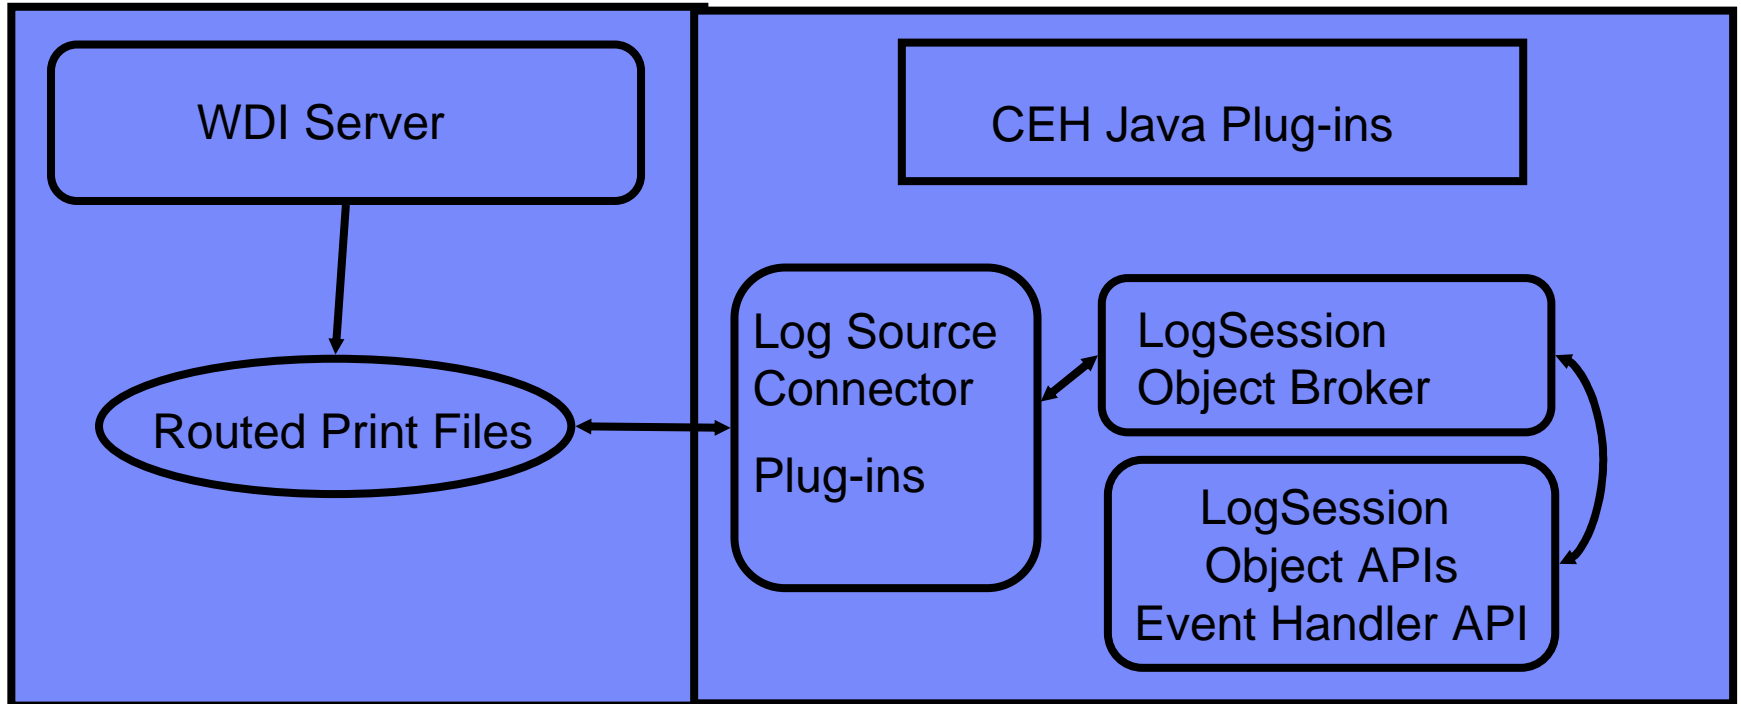 WDI Server
CEH Java Plug-ins
Routed Print Files
Log Source
Connector
Plug-ins
LogSession
Object Broker
LogSession
Object APIs
Event Handler API